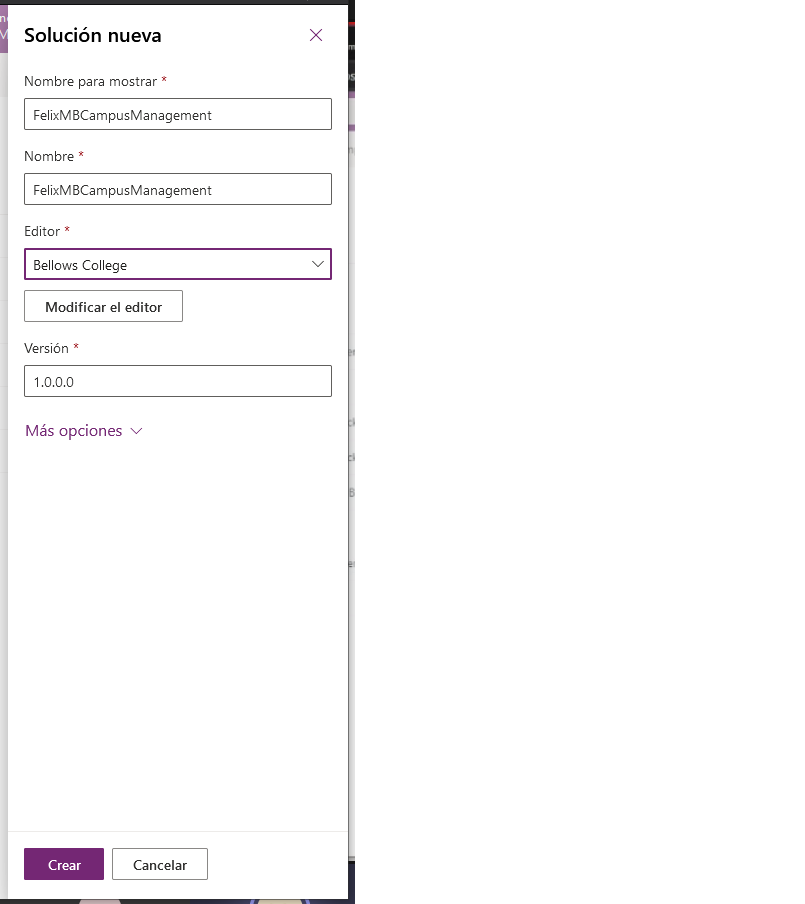 Solución nueva
Nombre para mostrar *
FelixMBCampusManagement
Nombre *
FelixMBCampusManagement
Editor *
Bellows College
Modificar el editor
Versión *
1.0.0.0
Más opciones
Crear
Cancelar